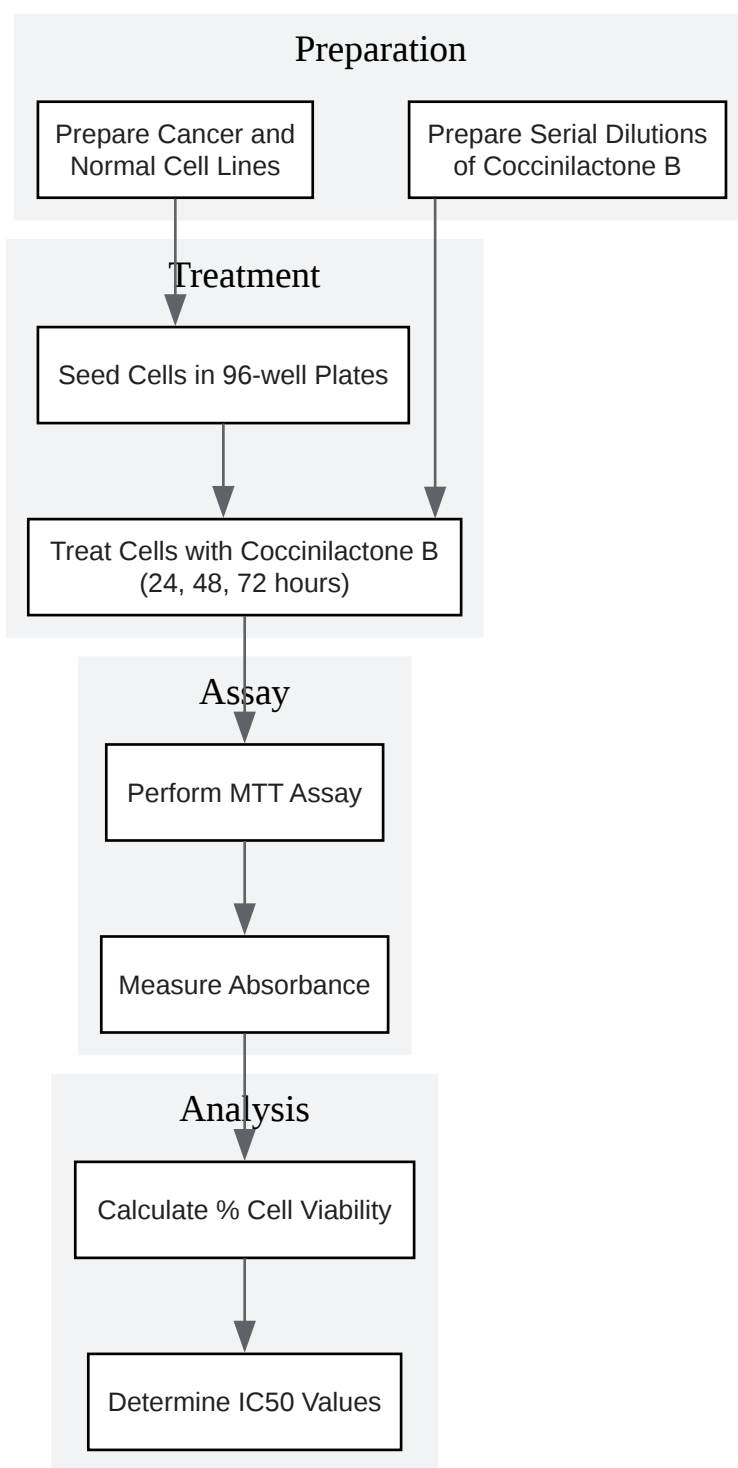 Preparation
Prepare Cancer and
Normal Cell Lines
Prepare Serial Dilutions
of Coccinilactone B
Treatment
Seed Cells in 96-well Plates
Treat Cells with Coccinilactone B
(24, 48, 72 hours)
Assay
Perform MTT Assay
Measure Absorbance
Analysis
Calculate % Cell Viability
Determine IC50 Values